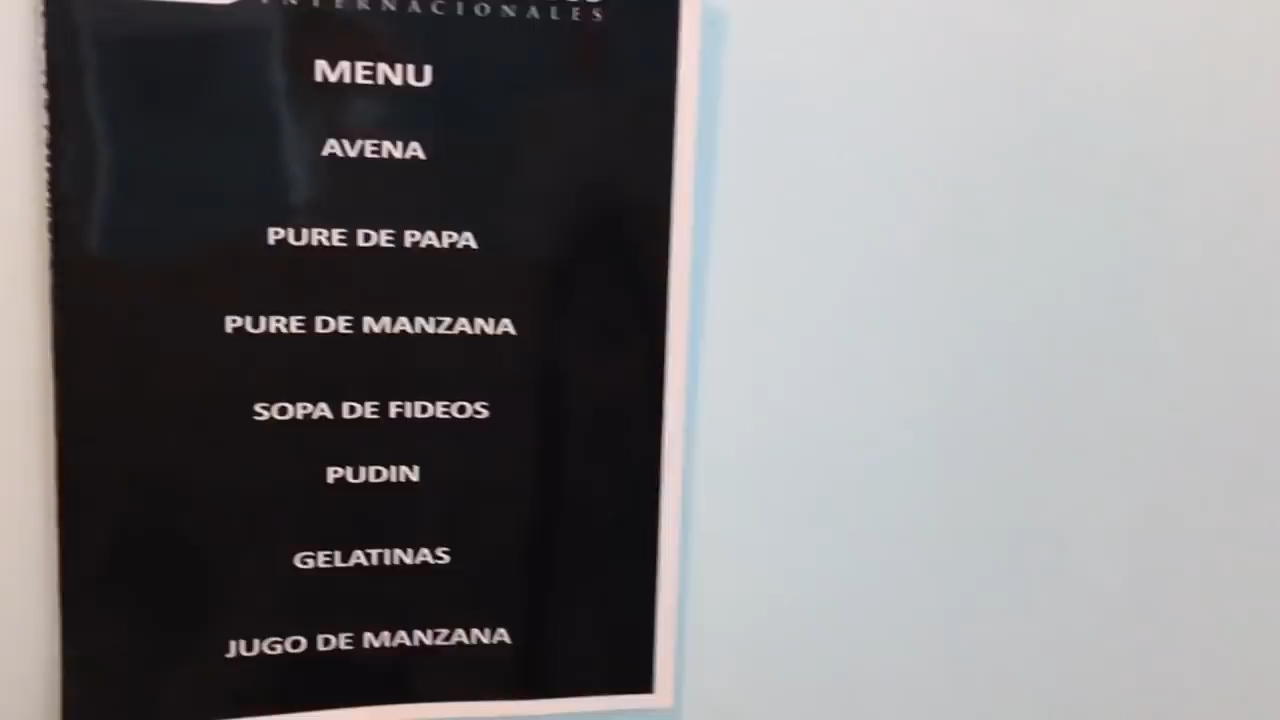 INTERNACIONALES
MENU
AVENA
PURE DE PAPA
PURE DE MANZANA
SOPA DE FIDEOS
PUDIN
GELATINAS
JUGO DE MANZANA